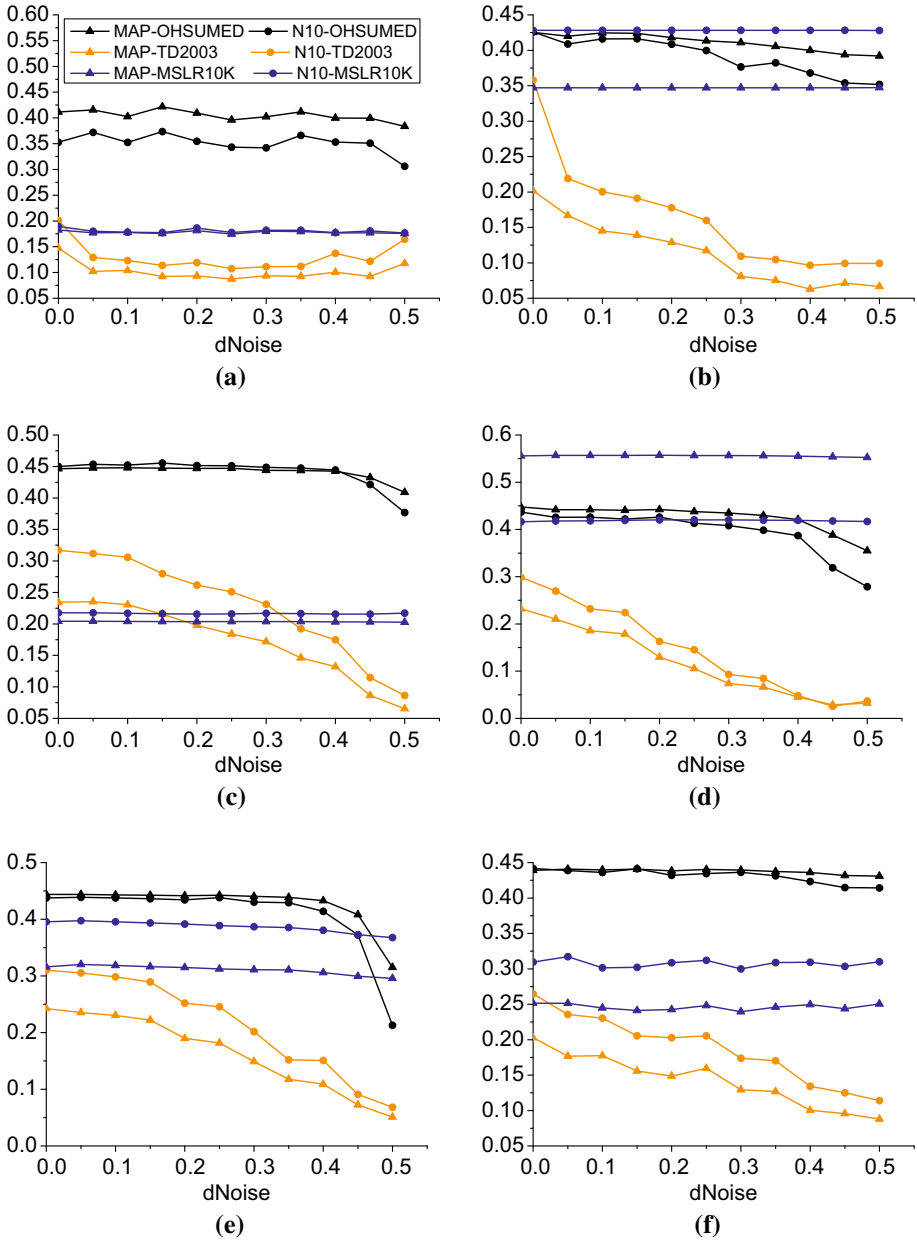 0.60
0.55
0.50
0.45
0.40
0.35
0.30
0.25
0.20
0.15
0.10
0.05
MAP-OHSUMED N10-OHSUMED
MAP-TD2003 N10-TD2003
MAP-MSLR10K N10-MSLR10K
0.0 0.1 0.2 0.3 0.4 0.5
dNoise
(a)
0.45
0.40
0.35
0.30
0.25
0.20
0.15
0.10
0.05
0.0 0.1 0.2 0.3 0.4 0.5
dNoise
(b)
0.50
0.45
0.40
0.35
0.30
0.25
0.20
0.15
0.10
0.05
0.0 0.1 0.2 0.3 0.4 0.5
dNoise
(c)
0.6
0.5
0.4
0.3
0.2
0.1
0.0
0.0 0.1 0.2 0.3 0.4 0.5
dNoise
(d)
0.5
0.4
0.3
0.2
0.1
0.0
0.0 0.1 0.2 0.3 0.4 0.5
dNoise
(e)
0.45
0.40
0.35
0.30
0.25
0.20
0.15
0.10
0.05
0.0 0.1 0.2 0.3 0.4 0.5
dNoise
(f)